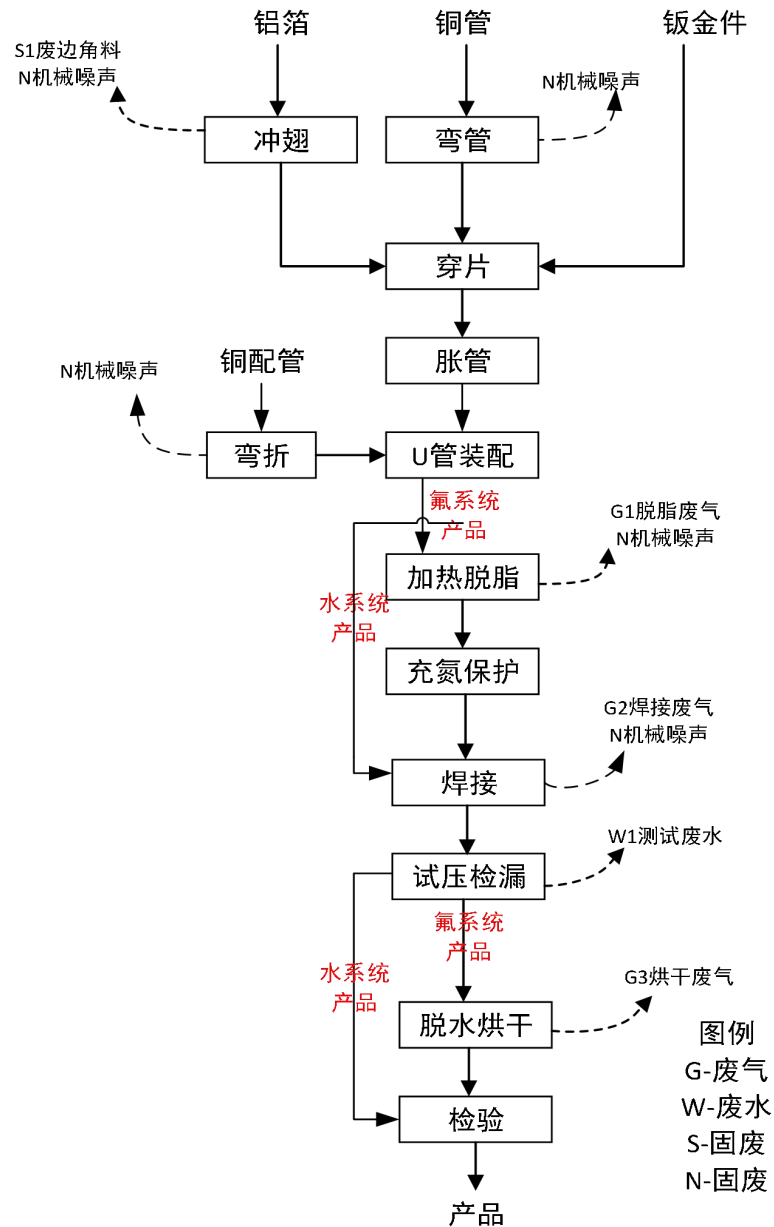 铝箔
铜管
钣金件
S1废边角料
N机械噪声
N机械噪声
冲翅
弯管
穿片
胀管
铜配管
N机械噪声
弯折
U管装配
氟系统
产品
G1脱脂废气
N机械噪声
加热脱脂
水系统
产品
充氮保护
G2焊接废气
N机械噪声
焊接
W1测试废水
试压检漏
氟系统
产品
水系统
产品
G3烘干废气
脱水烘干
图例
G-废气
W-废水
S-固废
N-固废
检验
产品